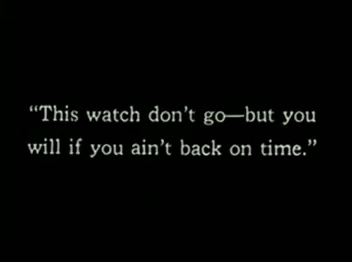 “This watch don’t go—but you
will if you ain’t back on time.”